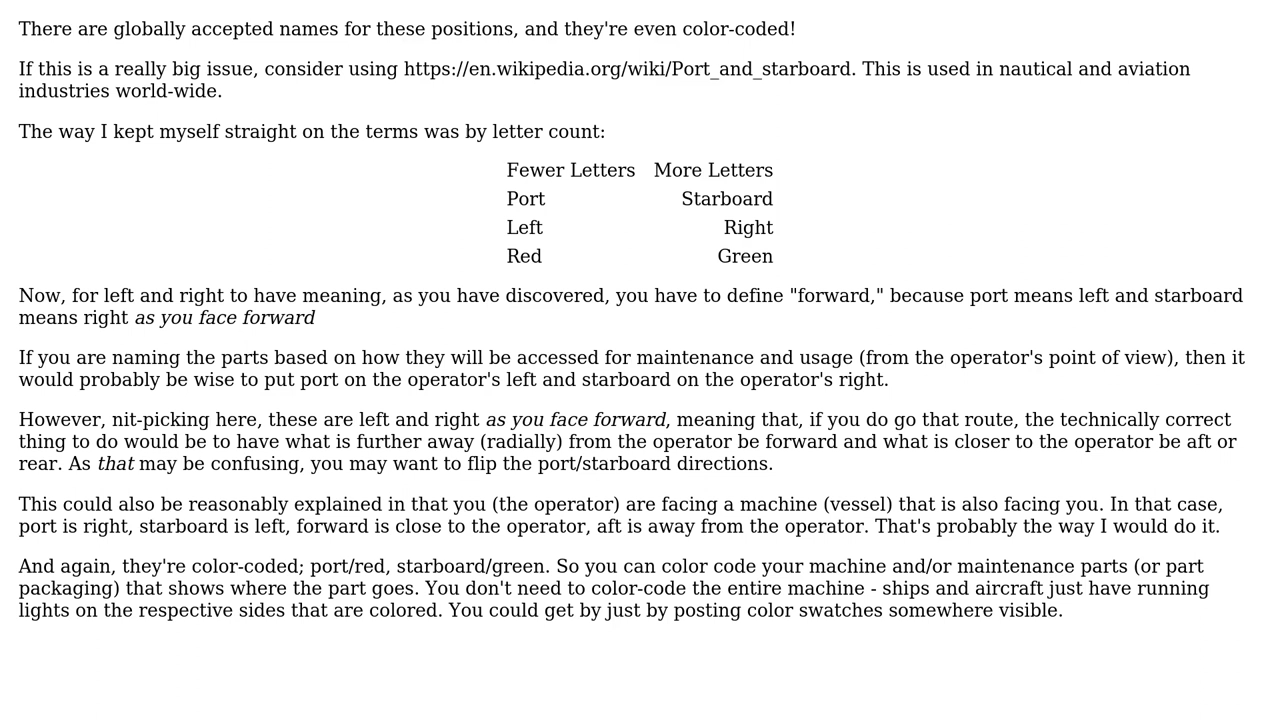 There are globally accepted names for these positions, and they're even color-coded!
If this is a really big issue, consider using https://en.wikipedia.org/wiki/Port_and_starboard. This is used in nautical and aviation
industries world-wide.
The way I kept myself straight on the terms was by letter count:
Fewer Letters More Letters
Port Starboard
Left Right
Red Green
Now, for left and right to have meaning, as you have discovered, you have to define "forward," because port means left and starboard
means right as you face forward
If you are naming the parts based on how they will be accessed for maintenance and usage (from the operator's point of view), then it
would probably be wise to put port on the operator's left and starboard on the operator's right.
However, nit-picking here, these are left and right as you face forward, meaning that, if you do go that route, the technically correct
thing to do would be to have what is further away (radially) from the operator be forward and what is closer to the operator be aft or
rear. As that may be confusing, you may want to flip the port/starboard directions.
This could also be reasonably explained in that you (the operator) are facing a machine (vessel) that is also facing you. In that case,
port is right, starboard is left, forward is close to the operator, aft is away from the operator. That's probably the way I would do it.
And again, they're color-coded; port/red, starboard/green. So you can color code your machine and/or maintenance parts (or part
packaging) that shows where the part goes. You don't need to color-code the entire machine - ships and aircraft just have running
lights on the respective sides that are colored. You could get by just by posting color swatches somewhere visible.